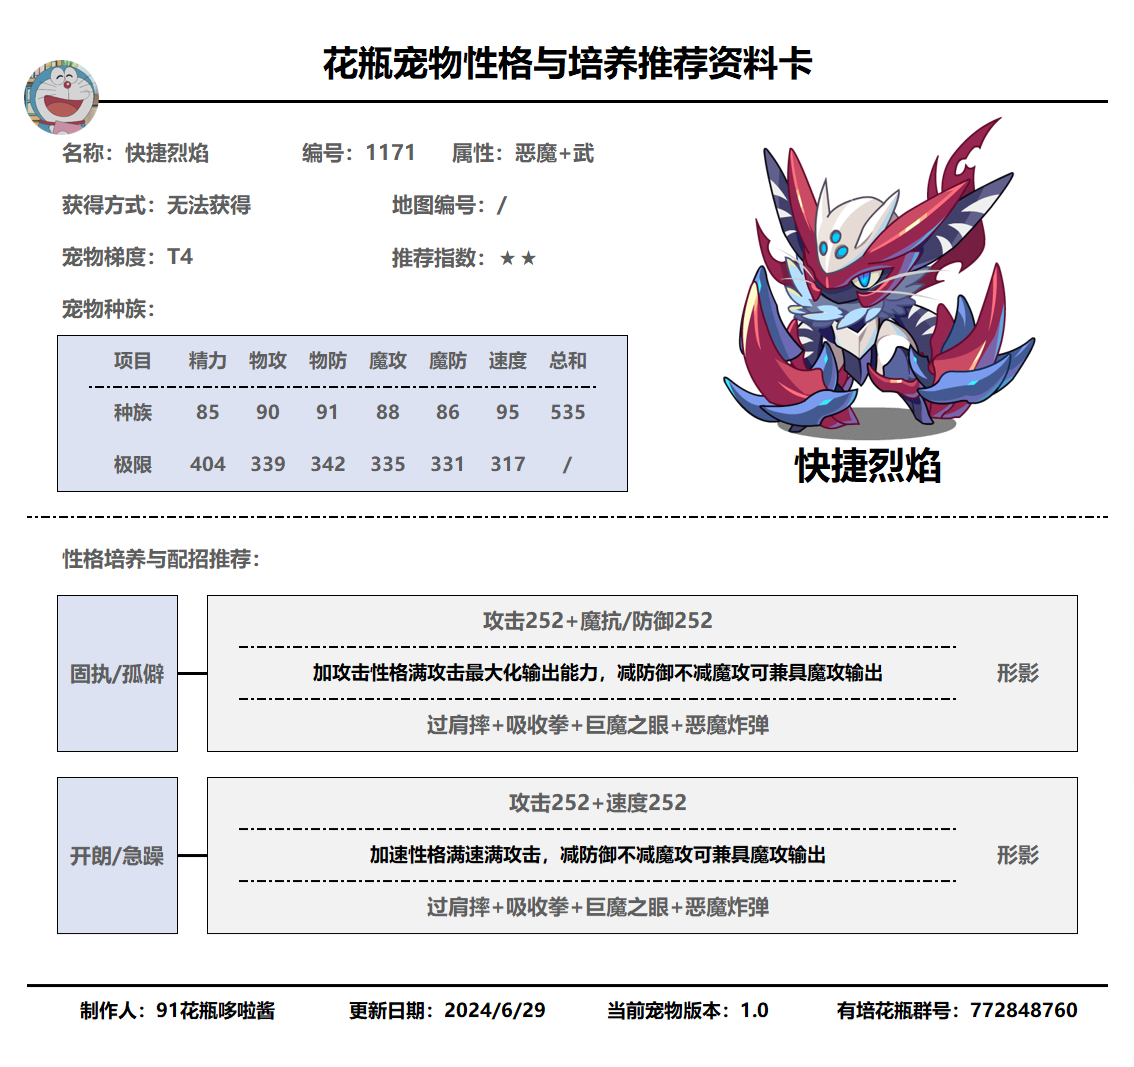 花瓶宠物性格与培养推荐资料卡
名称：快捷烈焰 编号：1171 属性：恶魔+武
获得方式：无法获得 地图编号：/
宠物梯度：T4 推荐指数：★★
宠物种族：
项目 精力 物攻 物防 魔攻 魔防 速度 总和
种族 85 90 91 88 86 95 535
极限 404 339 342 335 331 317 /
快捷烈焰
性格培养与配招推荐：
攻击252+魔抗/防御252
固执/孤僻 加攻击性格满攻击最大化输出能力，减防御不减魔攻可兼具魔攻输出 形影
过肩摔+吸收拳+巨魔之眼+恶魔炸弹
攻击252+速度252
开朗/急躁 加速性格满速满攻击，减防御不减魔攻可兼具魔攻输出 形影
过肩摔+吸收拳+巨魔之眼+恶魔炸弹
制作人：91花瓶哆啦酱 更新日期：2024/6/29 当前宠物版本：1.0 有培花瓶群号：772848760